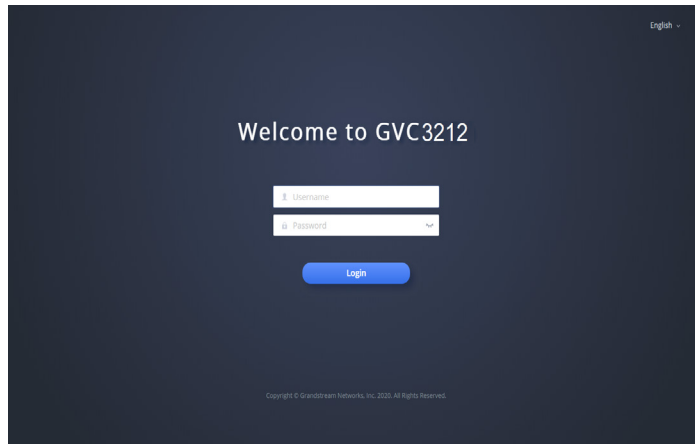 English
Welcome to GVC3212
Username
Password
Login
Copyright © Grandstream Networks, Inc. 2020. All Rights Reserved.